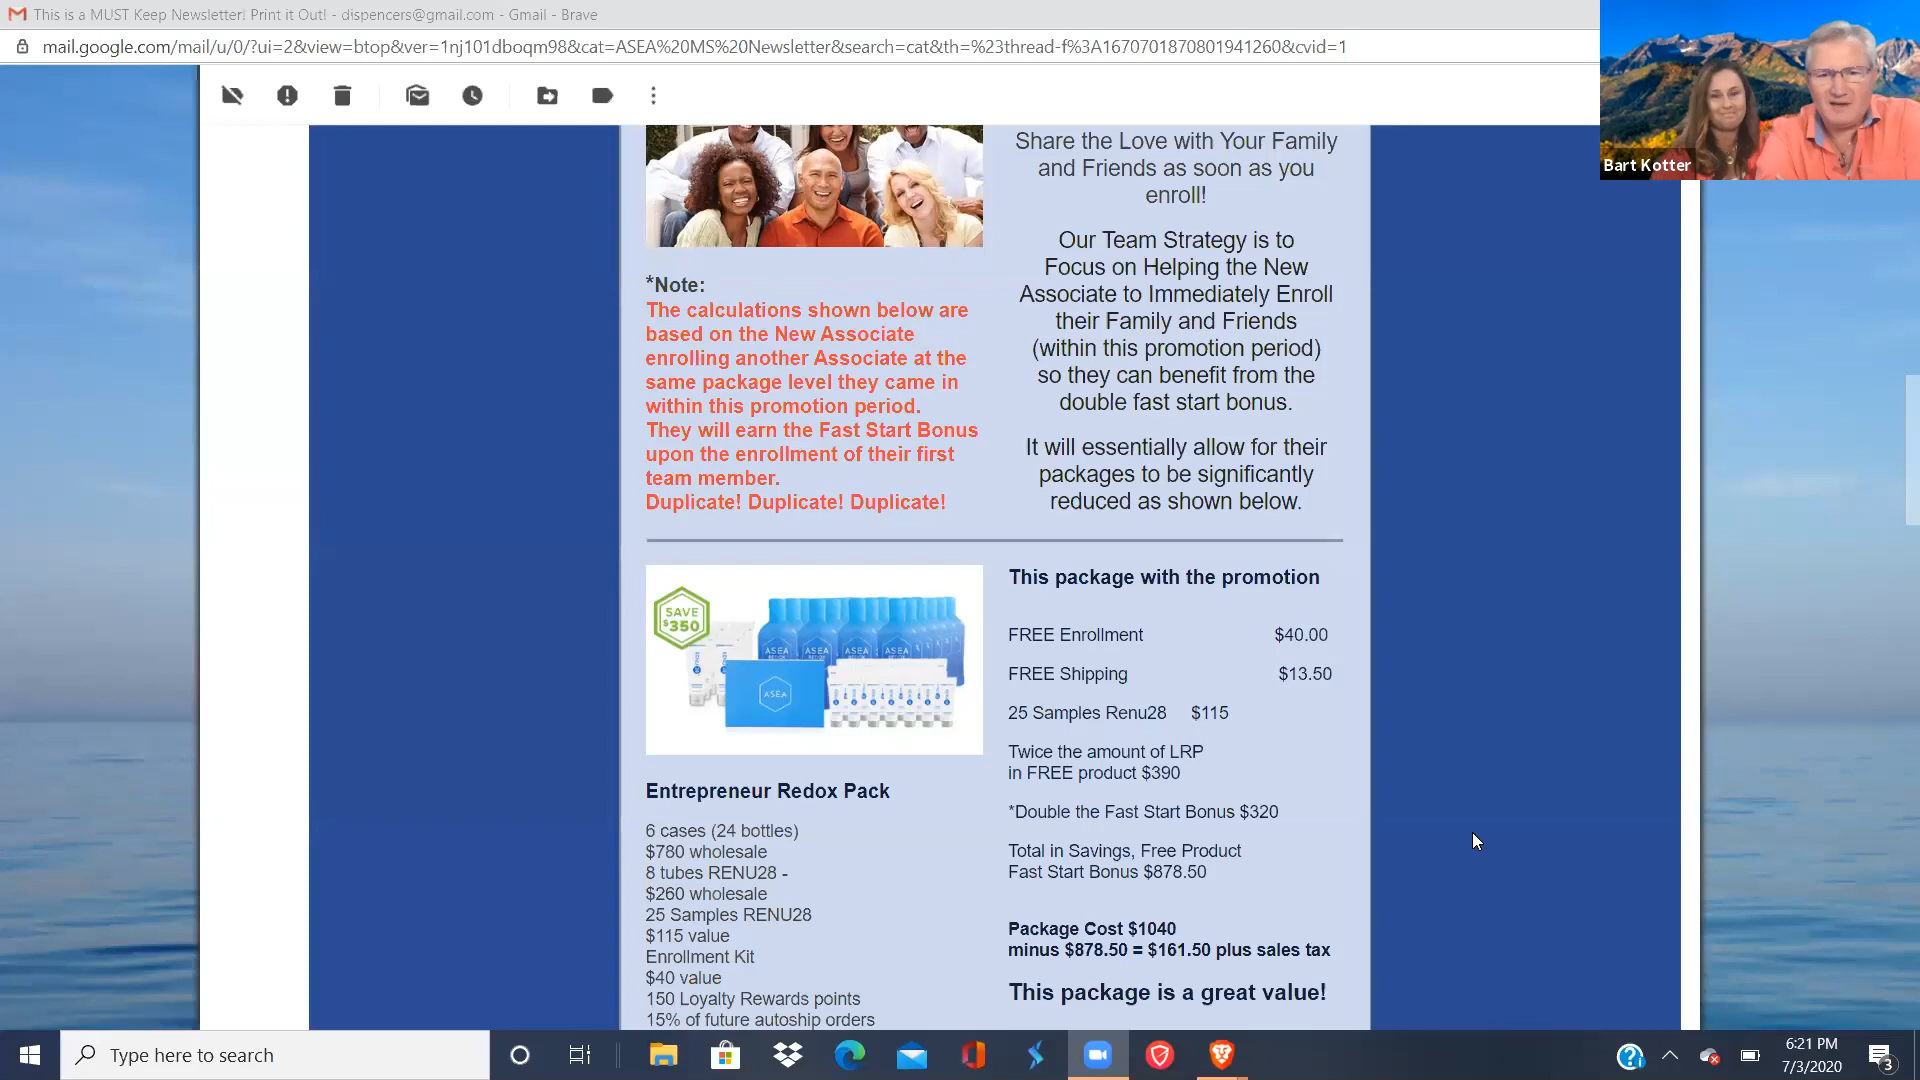 This is a MUST Keep Newsletter! Print it Out! - dispencers@gmail.com - Gmail - Brave
mail.google.com/mail/u/0/?ui=2&view=btop&ver=1nj101dboqm98&cat=ASEA%20MS%20Newsletter&search=cat&th=%23thread-f%3A1670701870801941260&cvid=1
Bart Kotter
Share the Love with Your Family
and Friends as soon as you
enroll!
Our Team Strategy is to
Focus on Helping the New
Associate to Immediately Enroll
their Family and Friends
(within this promotion period)
so they can benefit from the
double fast start bonus.
It will essentially allow for their
packages to be significantly
reduced as shown below.
*Note:
The calculations shown below are
based on the New Associate
enrolling another Associate at the
same package level they came in
within this promotion period.
They will earn the Fast Start Bonus
upon the enrollment of their first
team member.
Duplicate! Duplicate! Duplicate!
SAVE
$350
ASEA
ASEA
ASEA
ASEA
ASEA
Entrepreneur Redox Pack
6 cases (24 bottles)
$780 wholesale
8 tubes RENU28 -
$260 wholesale
25 Samples RENU28
$115 value
Enrollment Kit
$40 value
150 Loyalty Rewards points
15% of future autoship orders
This package with the promotion
FREE Enrollment $40.00
FREE Shipping $13.50
25 Samples Renu28 $115
Twice the amount of LRP
in FREE product $390
*Double the Fast Start Bonus $320
Total in Savings, Free Product
Fast Start Bonus $878.50
Package Cost $1040
minus $878.50 = $161.50 plus sales tax
This package is a great value!
Type here to search
6:21 PM
7/3/2020
3